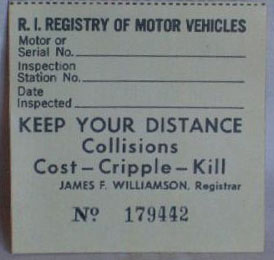 R. I. REGISTRY OF MOTOR VEHICLES
Motor or
Serial No.
Inspection
Station No.
Date
Inspected
KEEP YOUR DISTANCE
Collisions
Cost – Cripple – Kill
JAMES F. WILLIAMSON, Registrar
Nº 179442